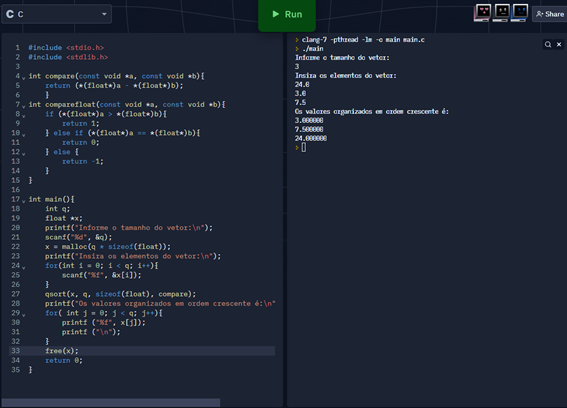 C
Run
Share
1 #include <stdio.h>
2 #include <stdlib.h>
3
4 int compare(const void *a, const void *b){
5 return (*(float*)a - *(float*)b);
6 }
7 int comparefloat(const void *a, const void *b){
8 if (*(float*)a > *(float*)b){
9 return 1;
10 } else if (*(float*)a == *(float*)b){
11 return 0;
12 } else {
13 return -1;
14 }
15 }
16
17 int main(){
18 int q;
19 float *x;
20 printf("Informe o tamanho do vetor:\n");
21 scanf("%d", &q);
22 x = malloc(q * sizeof(float));
23 printf("Insira os elementos do vetor:\n");
24 for(int i = 0; i < q; i++){
25 scanf("%f", &x[i]);
26 }
27 qsort(x, q, sizeof(float), compare);
28 printf("Os valores organizados em ordem crescente é:\n"
29 for( int j = 0; j < q; j++){
30 printf ("%f", x[j]);
31 printf ("\n");
32 }
33 free(x);
34 return 0;
35 }
> clang-7 -pthread -lm -o main main.c
> ./main
Informe o tamanho do vetor:
3
Insira os elementos do vetor:
24.0
3.0
7.5
Os valores organizados em ordem crescente é:
3.000000
7.500000
24.000000
>